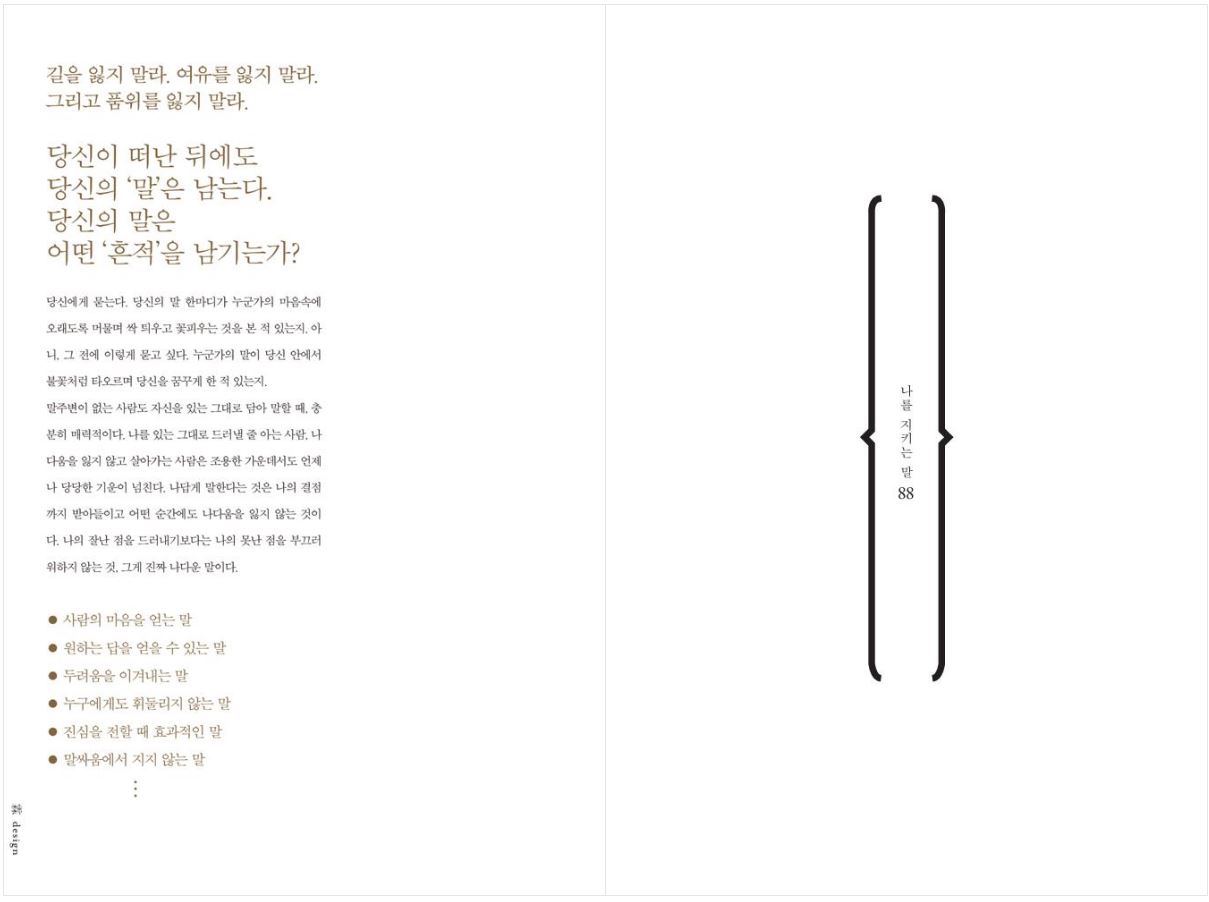 길을 잃지 말라. 여유를 잃지 말라.
그리고 품위를 잃지 말라.
당신이 떠난 뒤에도
당신의 ‘말’은 남는다.
당신의 말은
어떤 ‘흔적’을 남기는가?
당신에게 묻는다. 당신의 말 한마디가 누군가의 마음속에
오래도록 머물며 싹 틔우고 꽃피우는 것을 본 적 있는지. 아
니, 그 전에 이렇게 묻고 싶다. 누군가의 말이 당신 안에서
불꽃처럼 타오르며 당신을 꿈꾸게 한 적 있는지.
말주변이 없는 사람도 자신을 있는 그대로 담아 말할 때, 충
분히 매력적이다. 나를 있는 그대로 드러낼 줄 아는 사람, 나
다움을 잃지 않고 살아가는 사람은 조용한 가운데서도 언제
나 당당한 기운이 넘친다. 나답게 말한다는 것은 나의 결점
까지 받아들이고 어떤 순간에도 나다움을 잃지 않는 것이
다. 나의 잘난 점을 드러내기보다는 나의 못난 점을 부끄러
워하지 않는 것, 그게 진짜 나다운 말이다.
● 사람의 마음을 얻는 말
● 원하는 답을 얻을 수 있는 말
● 두려움을 이겨내는 말
● 누구에게도 휘둘리지 않는 말
● 진심을 전할 때 효과적인 말
● 말싸움에서 지지 않는 말
⋮
design
나를 지키는 말
88